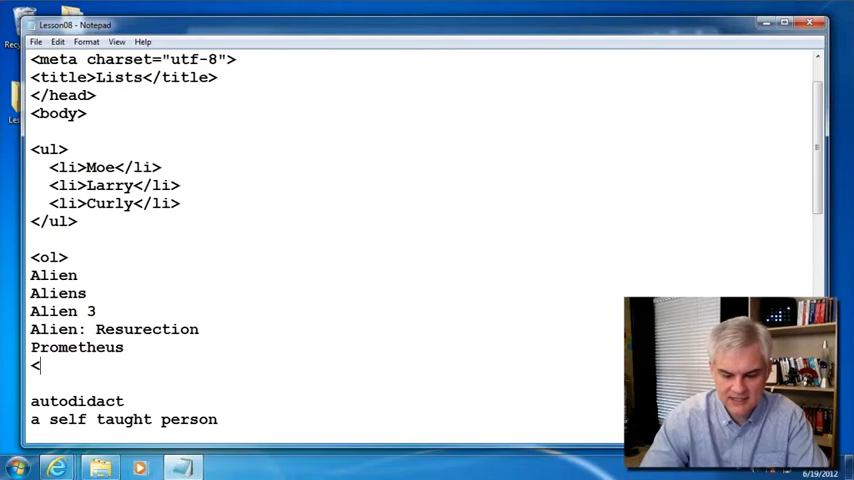 Lesson08 - Notepad
File Edit Format View Help
<meta charset="utf-8">
<title>Lists</title>
</head>
<body>
<ul>
<li>Moe</li>
<li>Larry</li>
<li>Curly</li>
</ul>
<ol>
Alien
Aliens
Alien 3
Alien: Resurection
Prometheus
<
autodidact
a self taught person
6/19/2012